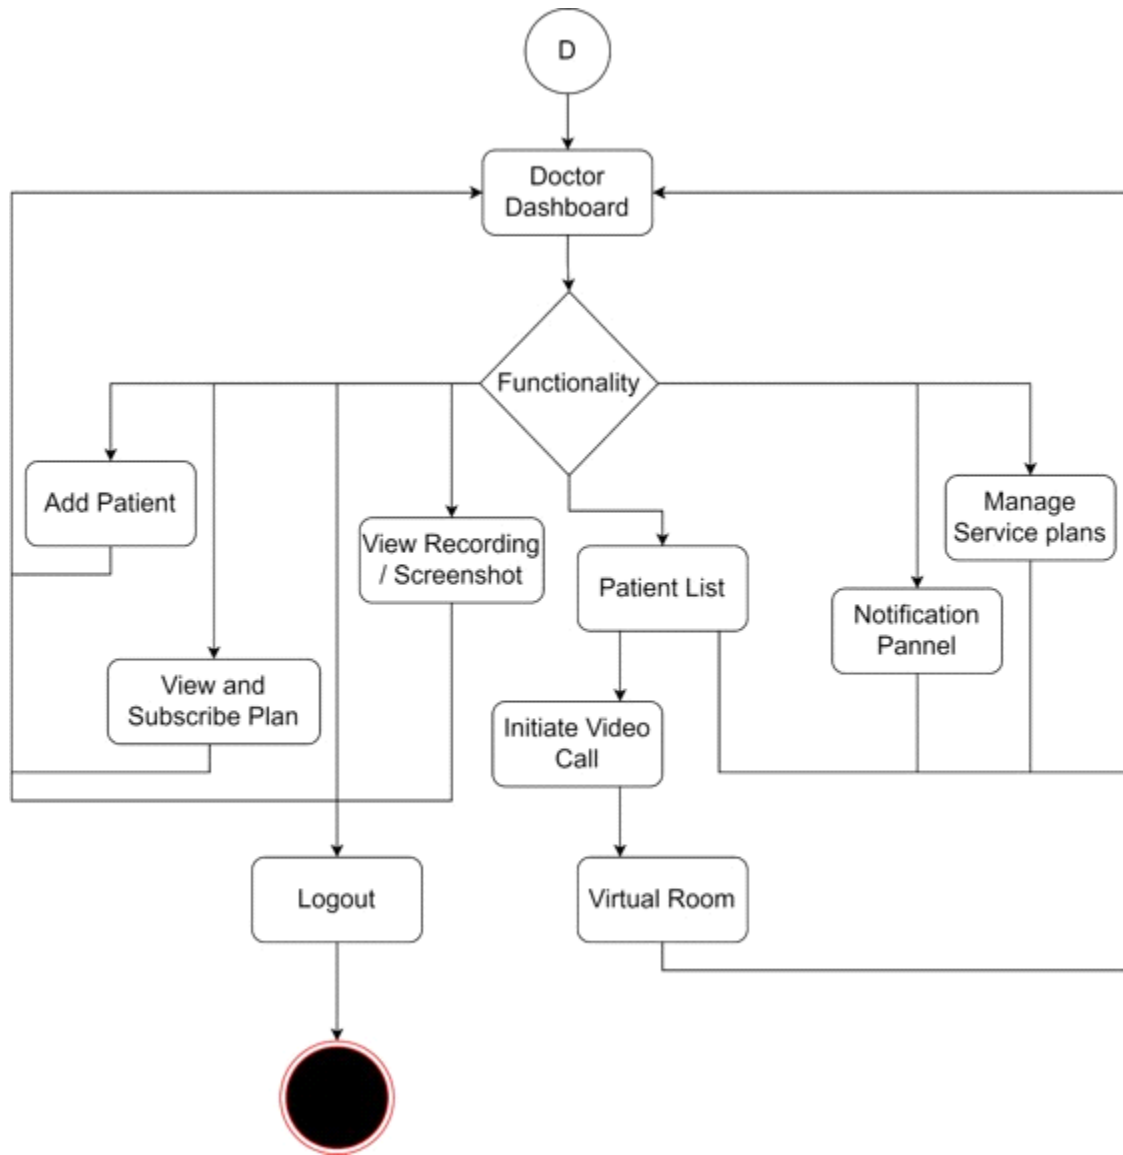 D
Doctor
Dashboard
Functionality
Add Patient
View Recording
/ Screenshot
Patient List
Manage
Service plans
Notification
Pannel
View and
Subscribe Plan
Initiate Video
Call
Logout
Virtual Room